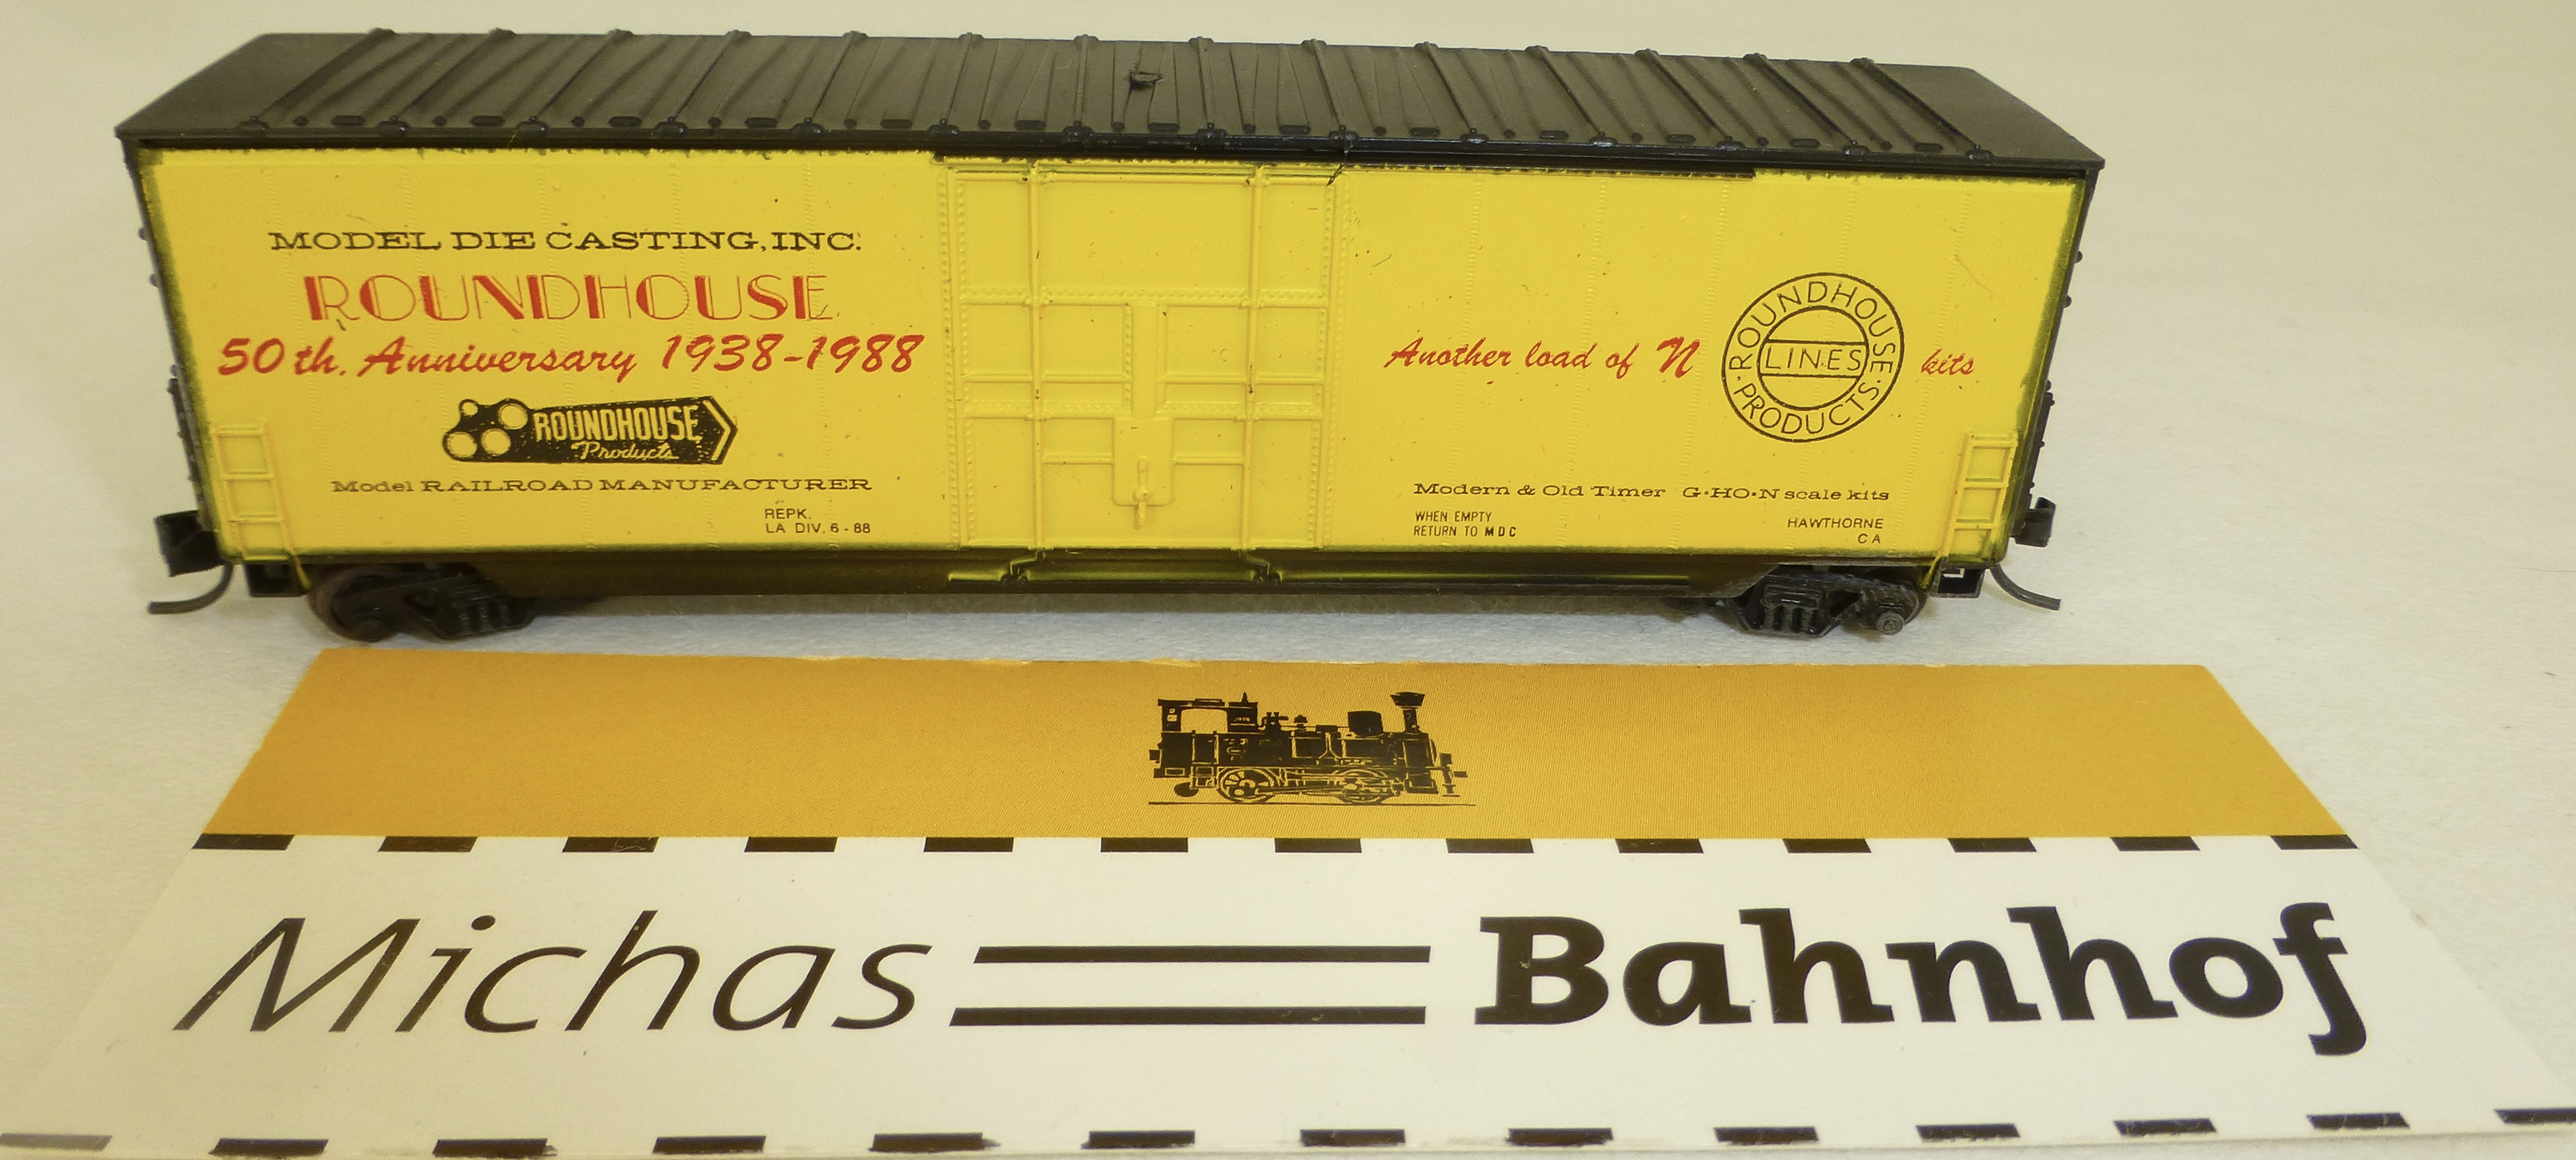 MODEL DIE CASTING, INC.
ROUNDHOUSE
50th. Anniversary 1938-1988
ROUNDHOUSE
Products
Model RAILROAD MANUFACTURER
REPK.
LA DIV. 6-88
Another load of N
ROUNDHOUSE
LINES
PRODUCTS
kits
Modern & Old Timer G·HO·N scale kits
WHEN EMPTY
RETURN TO MDC
HAWTHORNE
CA
Michas Bahnhof